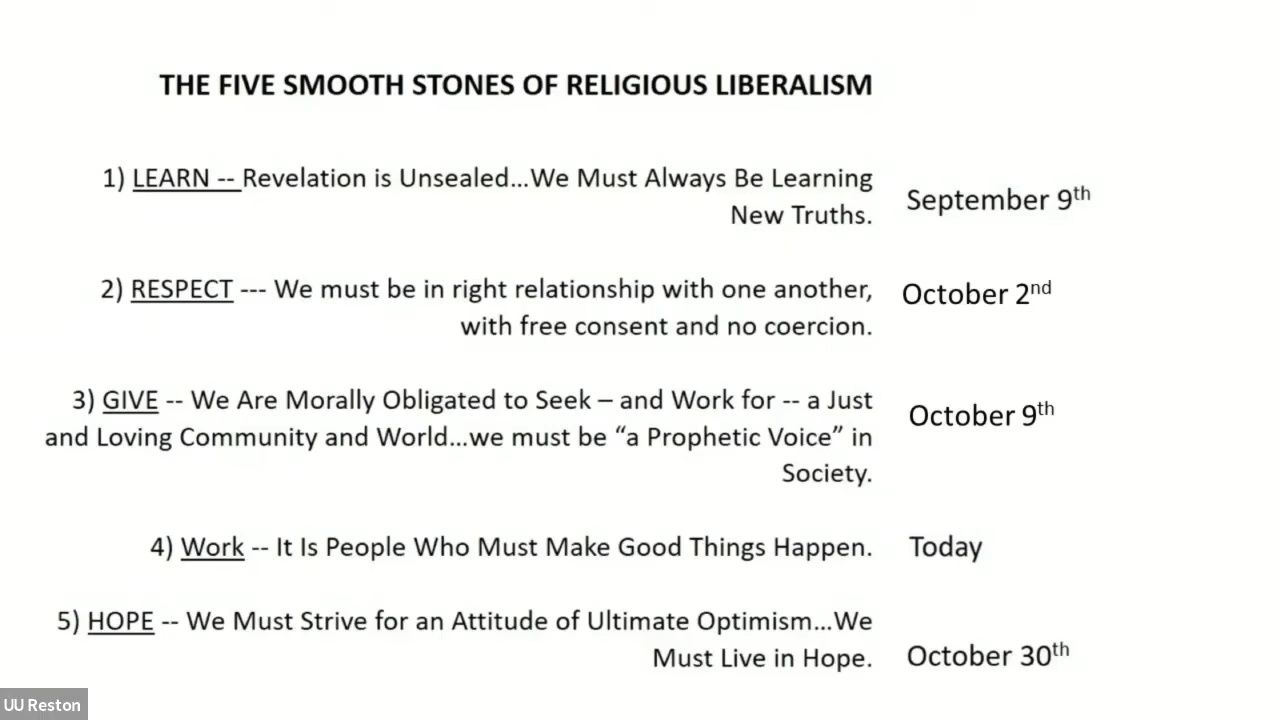 THE FIVE SMOOTH STONES OF RELIGIOUS LIBERALISM
1) LEARN -- Revelation is Unsealed...We Must Always Be Learning
New Truths.
September 9th
2) RESPECT --- We must be in right relationship with one another,
with free consent and no coercion.
October 2nd
3) GIVE -- We Are Morally Obligated to Seek – and Work for -- a Just
and Loving Community and World...we must be “a Prophetic Voice” in
Society.
October 9th
4) Work -- It Is People Who Must Make Good Things Happen.
Today
5) HOPE -- We Must Strive for an Attitude of Ultimate Optimism...We
Must Live in Hope.
October 30th
UU Reston